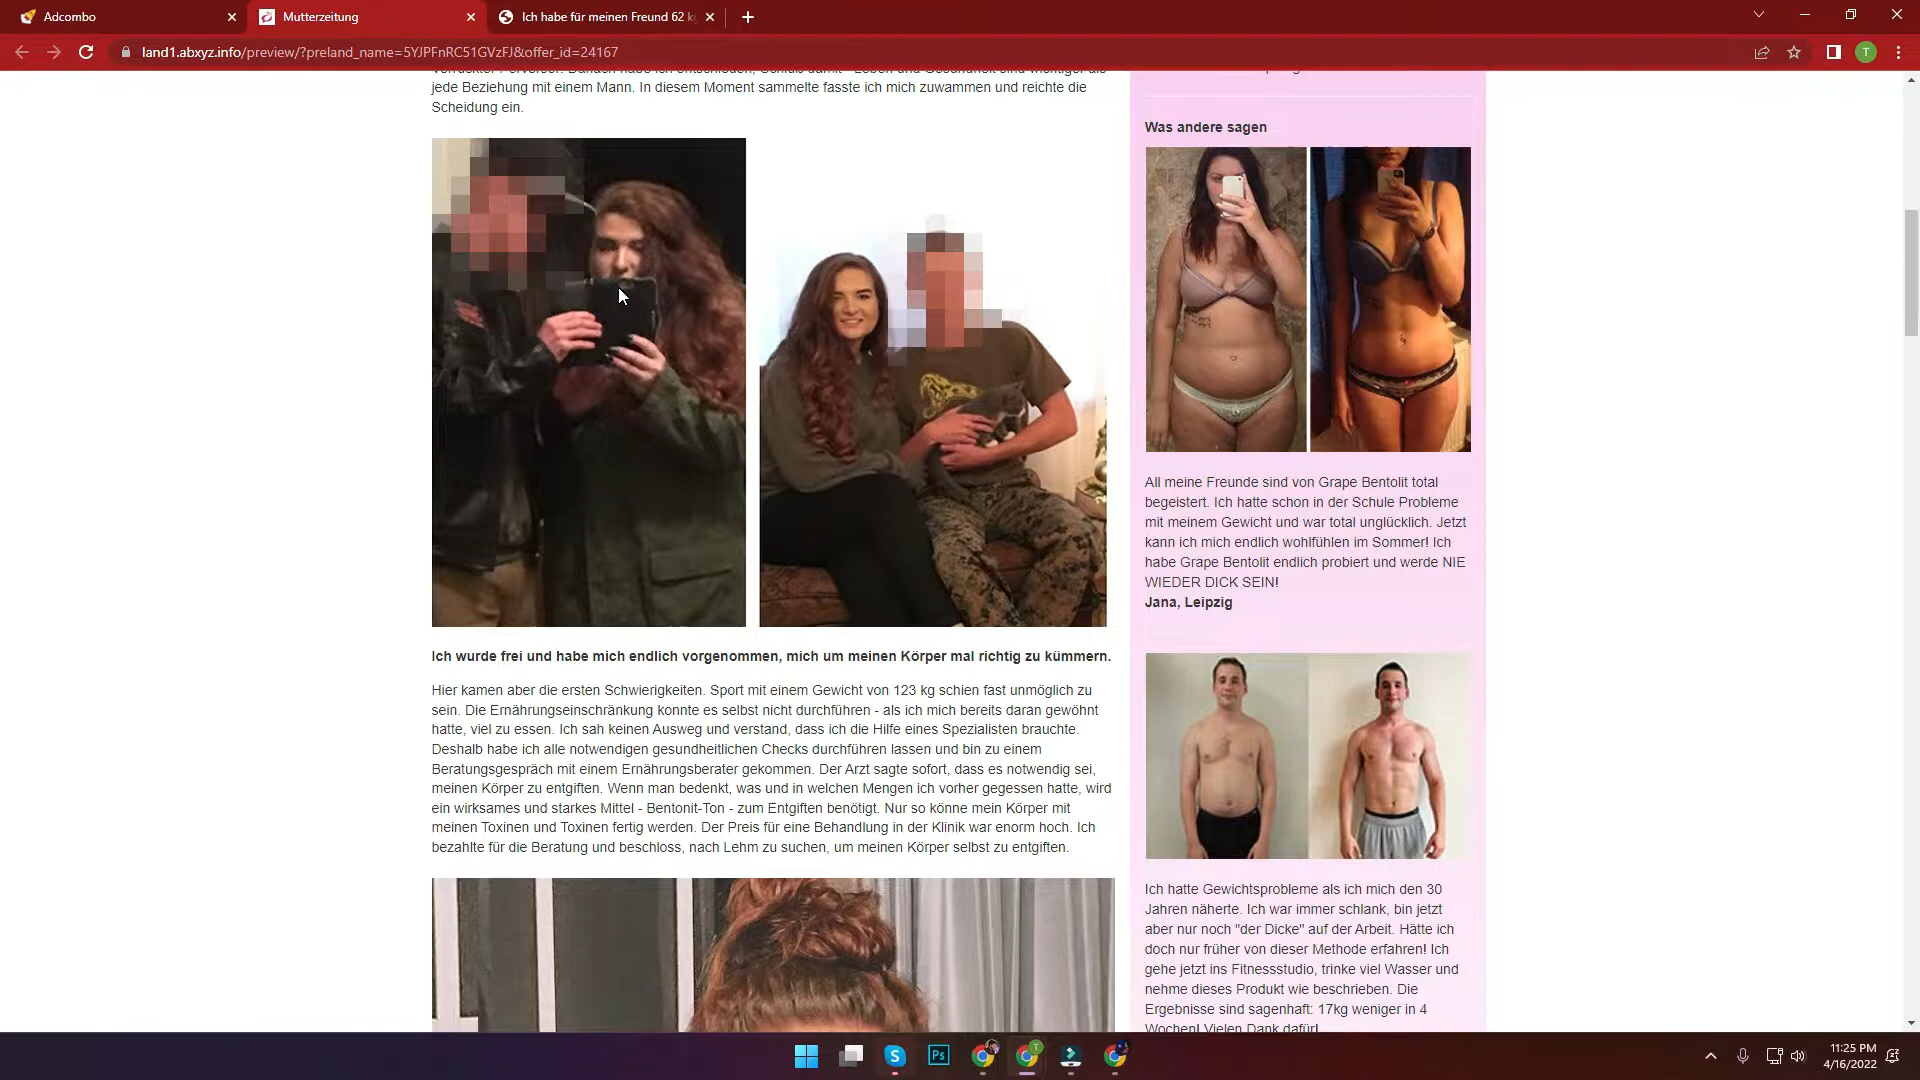 Adcombo
Mutterzeitung
Ich habe für meinen Freund 62 k
land1.abxyz.info/preview/?preland_name=5YJPFnRC51GVzFJ&offer_id=24167
T
jede Beziehung mit einem Mann. In diesem Moment sammelte fasste ich mich zuwammen und reichte die
Scheidung ein.
Ich wurde frei und habe mich endlich vorgenommen, mich um meinen Körper mal richtig zu kümmern.
Hier kamen aber die ersten Schwierigkeiten. Sport mit einem Gewicht von 123 kg schien fast unmöglich zu
sein. Die Ernährungseinschränkung konnte es selbst nicht durchführen - als ich mich bereits daran gewöhnt
hatte, viel zu essen. Ich sah keinen Ausweg und verstand, dass ich die Hilfe eines Spezialisten brauchte.
Deshalb habe ich alle notwendigen gesundheitlichen Checks durchführen lassen und bin zu einem
Beratungsgespräch mit einem Ernährungsberater gekommen. Der Arzt sagte sofort, dass es notwendig sei,
meinen Körper zu entgiften. Wenn man bedenkt, was und in welchen Mengen ich vorher gegessen hatte, wird
ein wirksames und starkes Mittel - Bentonit-Ton - zum Entgiften benötigt. Nur so könne mein Körper mit
meinen Toxinen und Toxinen fertig werden. Der Preis für eine Behandlung in der Klinik war enorm hoch. Ich
bezahlte für die Beratung und beschloss, nach Lehm zu suchen, um meinen Körper selbst zu entgiften.
Was andere sagen
All meine Freunde sind von Grape Bentolit total
begeistert. Ich hatte schon in der Schule Probleme
mit meinem Gewicht und war total unglücklich. Jetzt
kann ich mich endlich wohlfühlen im Sommer! Ich
habe Grape Bentolit endlich probiert und werde NIE
WIEDER DICK SEIN!
Jana, Leipzig
Ich hatte Gewichtsprobleme als ich mich den 30
Jahren näherte. Ich war immer schlank, bin jetzt
aber nur noch "der Dicke" auf der Arbeit. Hätte ich
doch nur früher von dieser Methode erfahren! Ich
gehe jetzt ins Fitnessstudio, trinke viel Wasser und
nehme dieses Produkt wie beschrieben. Die
Ergebnisse sind sagenhaft: 17kg weniger in 4
Wochen! Vielen Dank dafür!
S
Ps
T
11:25 PM
4/16/2022